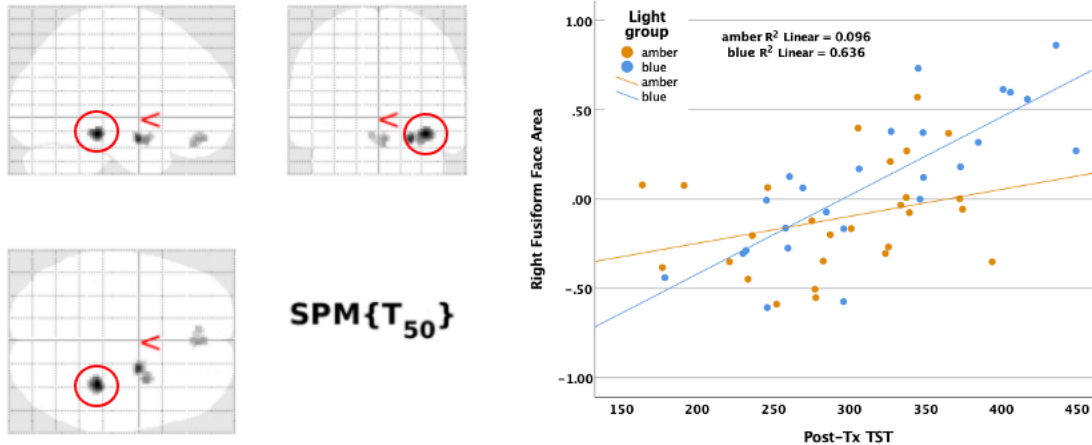 <
<
<
SPM{T50}
Light
group
amber
blue
amber
blue
amber R² Linear = 0.096
blue R² Linear = 0.636
Right Fusiform Face Area
1.00
.50
.00
-.50
-1.00
150 200 250 300 350 400 450
Post-Tx TST